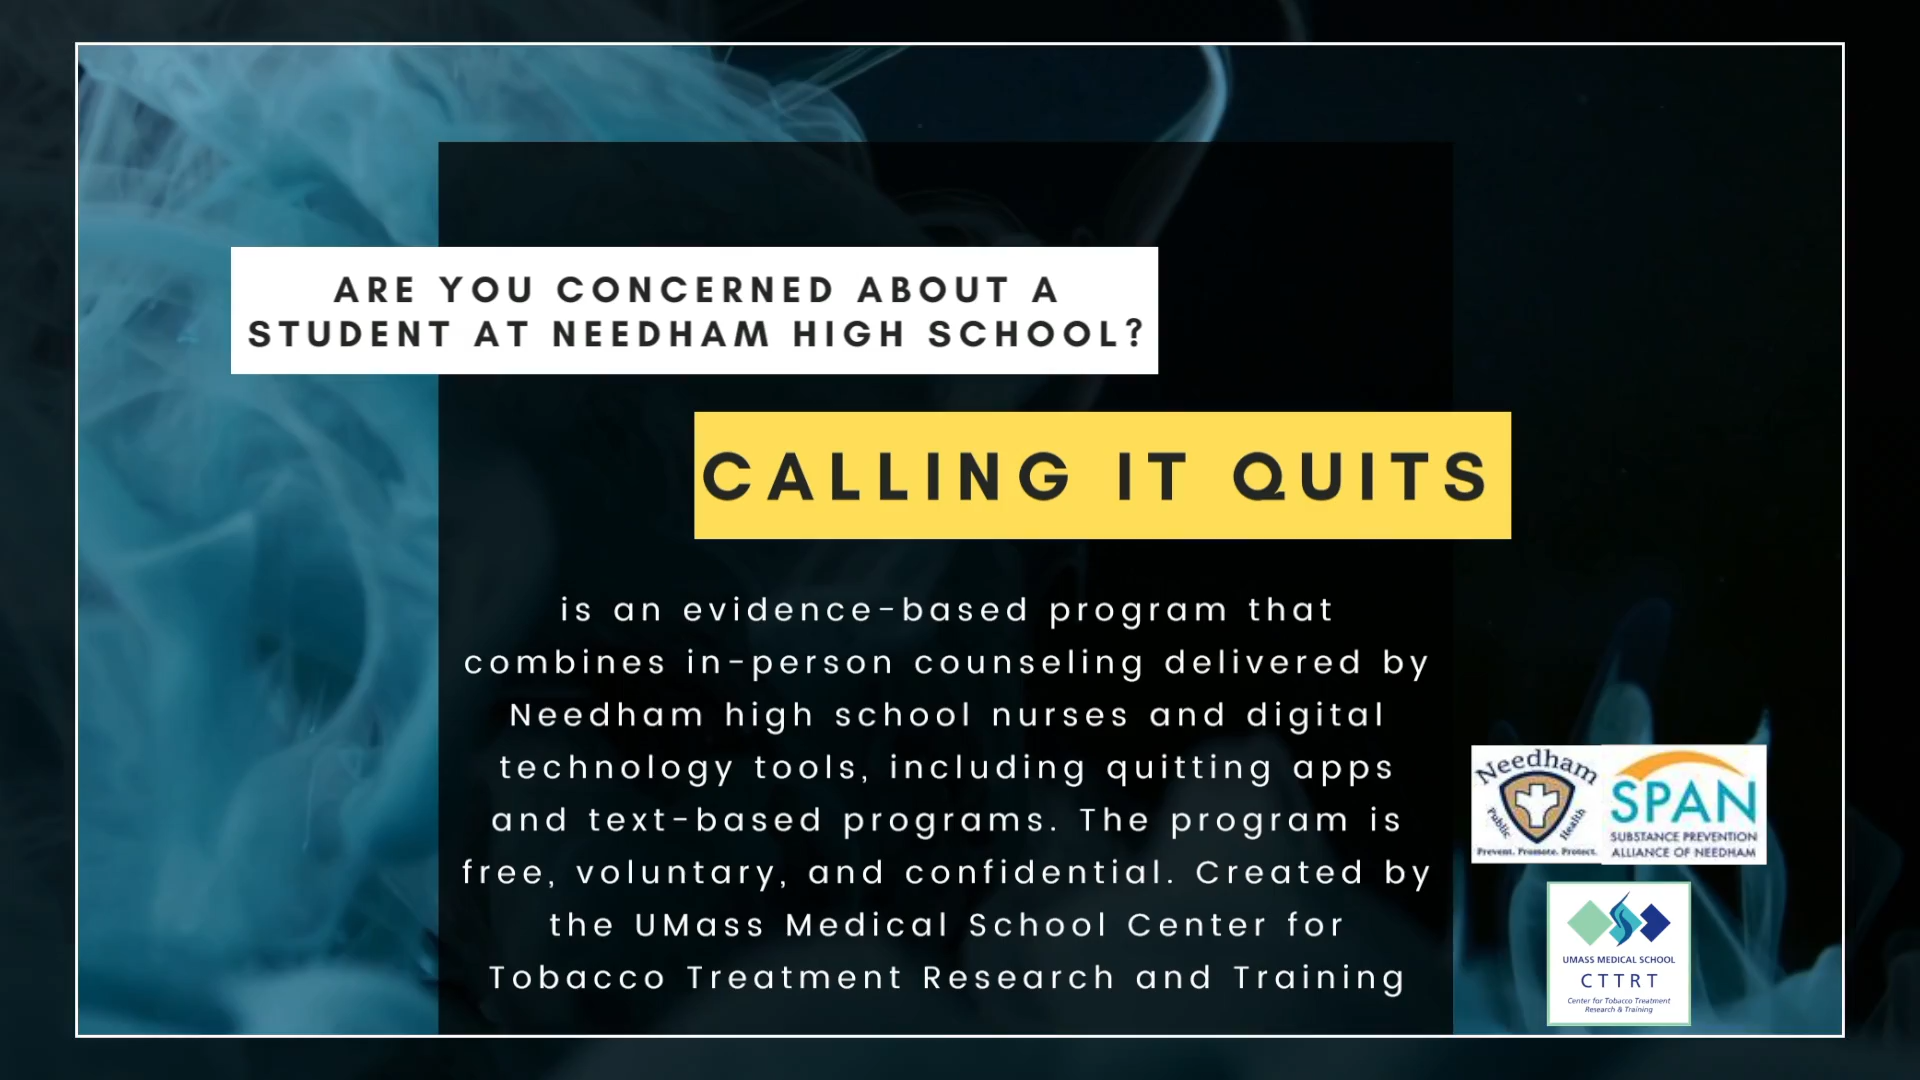 ARE YOU CONCERNED ABOUT A
STUDENT AT NEEDHAM HIGH SCHOOL?
CALLING IT QUITS
is an evidence-based program that
combines in-person counseling delivered by
Needham high school nurses and digital
technology tools, including quitting apps
and text-based programs. The program is
free, voluntary, and confidential. Created by
the UMass Medical School Center for
Tobacco Treatment Research and Training
Needham
Public Health
Prevent. Promote. Protect.
SPAN
SUBSTANCE PREVENTION
ALLIANCE OF NEEDHAM
UMASS MEDICAL SCHOOL
CTTRT
Center for Tobacco Treatment
Research & Training